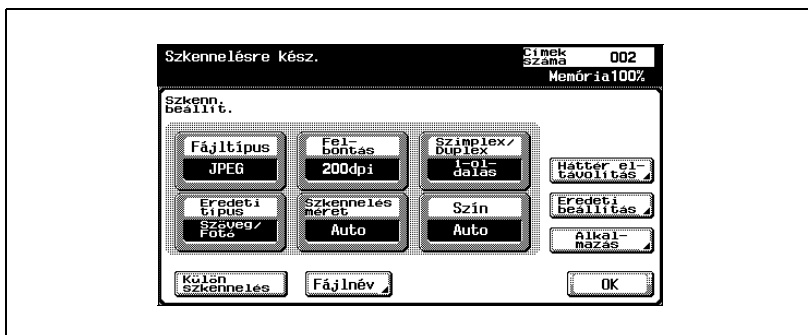 Szkennelésre kész.
Címek
száma 002
Memória100%
Szkenn.
beállít.
Fájltípus
JPEG
Fel-
bontás
200dpi
Szimplex/
Duplex
1-ol-
dalas
Háttér el-
távolítás
Eredeti
típus
Szöveg/
Fotó
Szkennelés
méret
Auto
Szín
Auto
Eredeti
beállítás
Alkal-
mazás
Külön
szkennelés
Fájlnév
OK